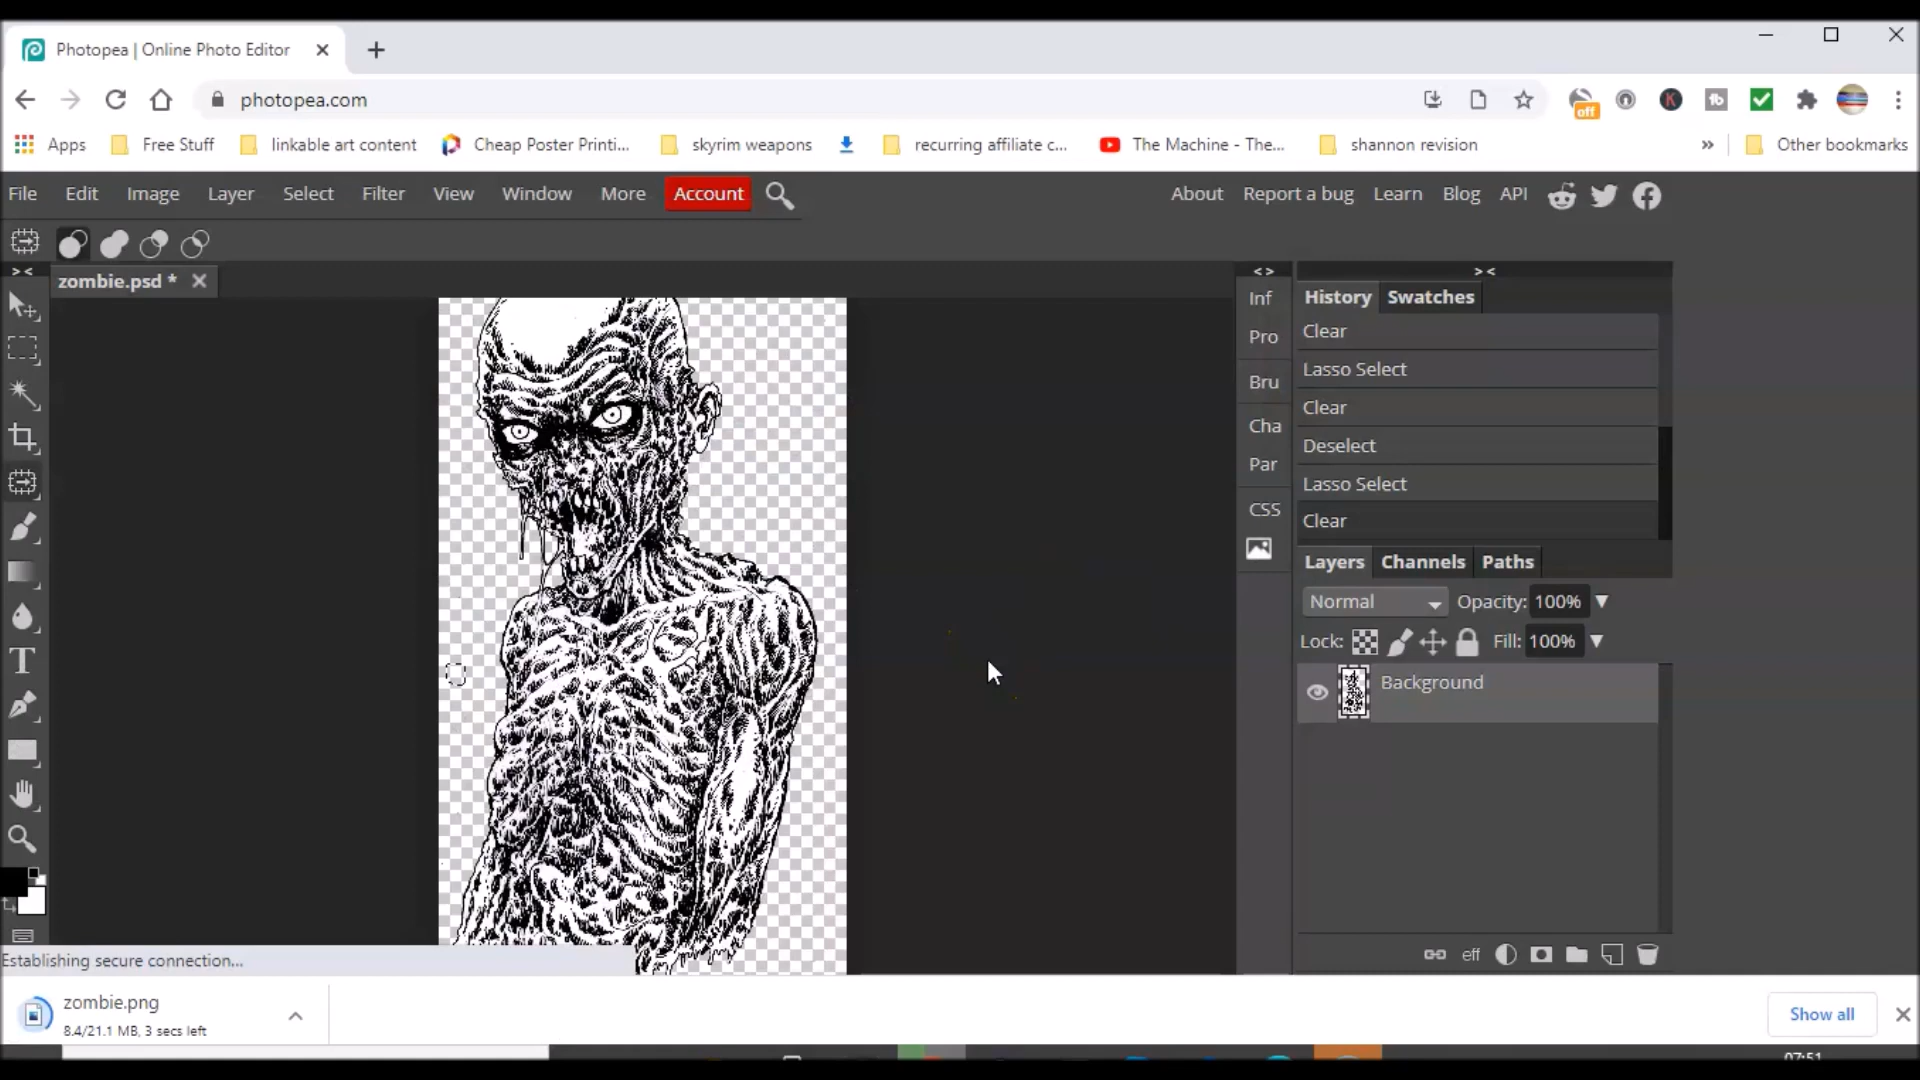 Photopea | Online Photo Editor
photopea.com
off
K
Apps
Free Stuff
linkable art content
Cheap Poster Printi...
skyrim weapons
recurring affiliate c...
The Machine - The...
shannon revision
»
Other bookmarks
File
Edit
Image
Layer
Select
Filter
View
Window
More
Account
About
Report a bug
Learn
Blog
API
zombie.psd *
> <
< >
> <
Inf
Pro
Bru
Cha
Par
CSS
History
Swatches
Clear
Lasso Select
Clear
Deselect
Lasso Select
Clear
Layers
Channels
Paths
Normal
Opacity: 100%
Lock:
Fill: 100%
Background
eff
Establishing secure connection...
zombie.png
8.4/21.1 MB, 3 secs left
Show all
07:51